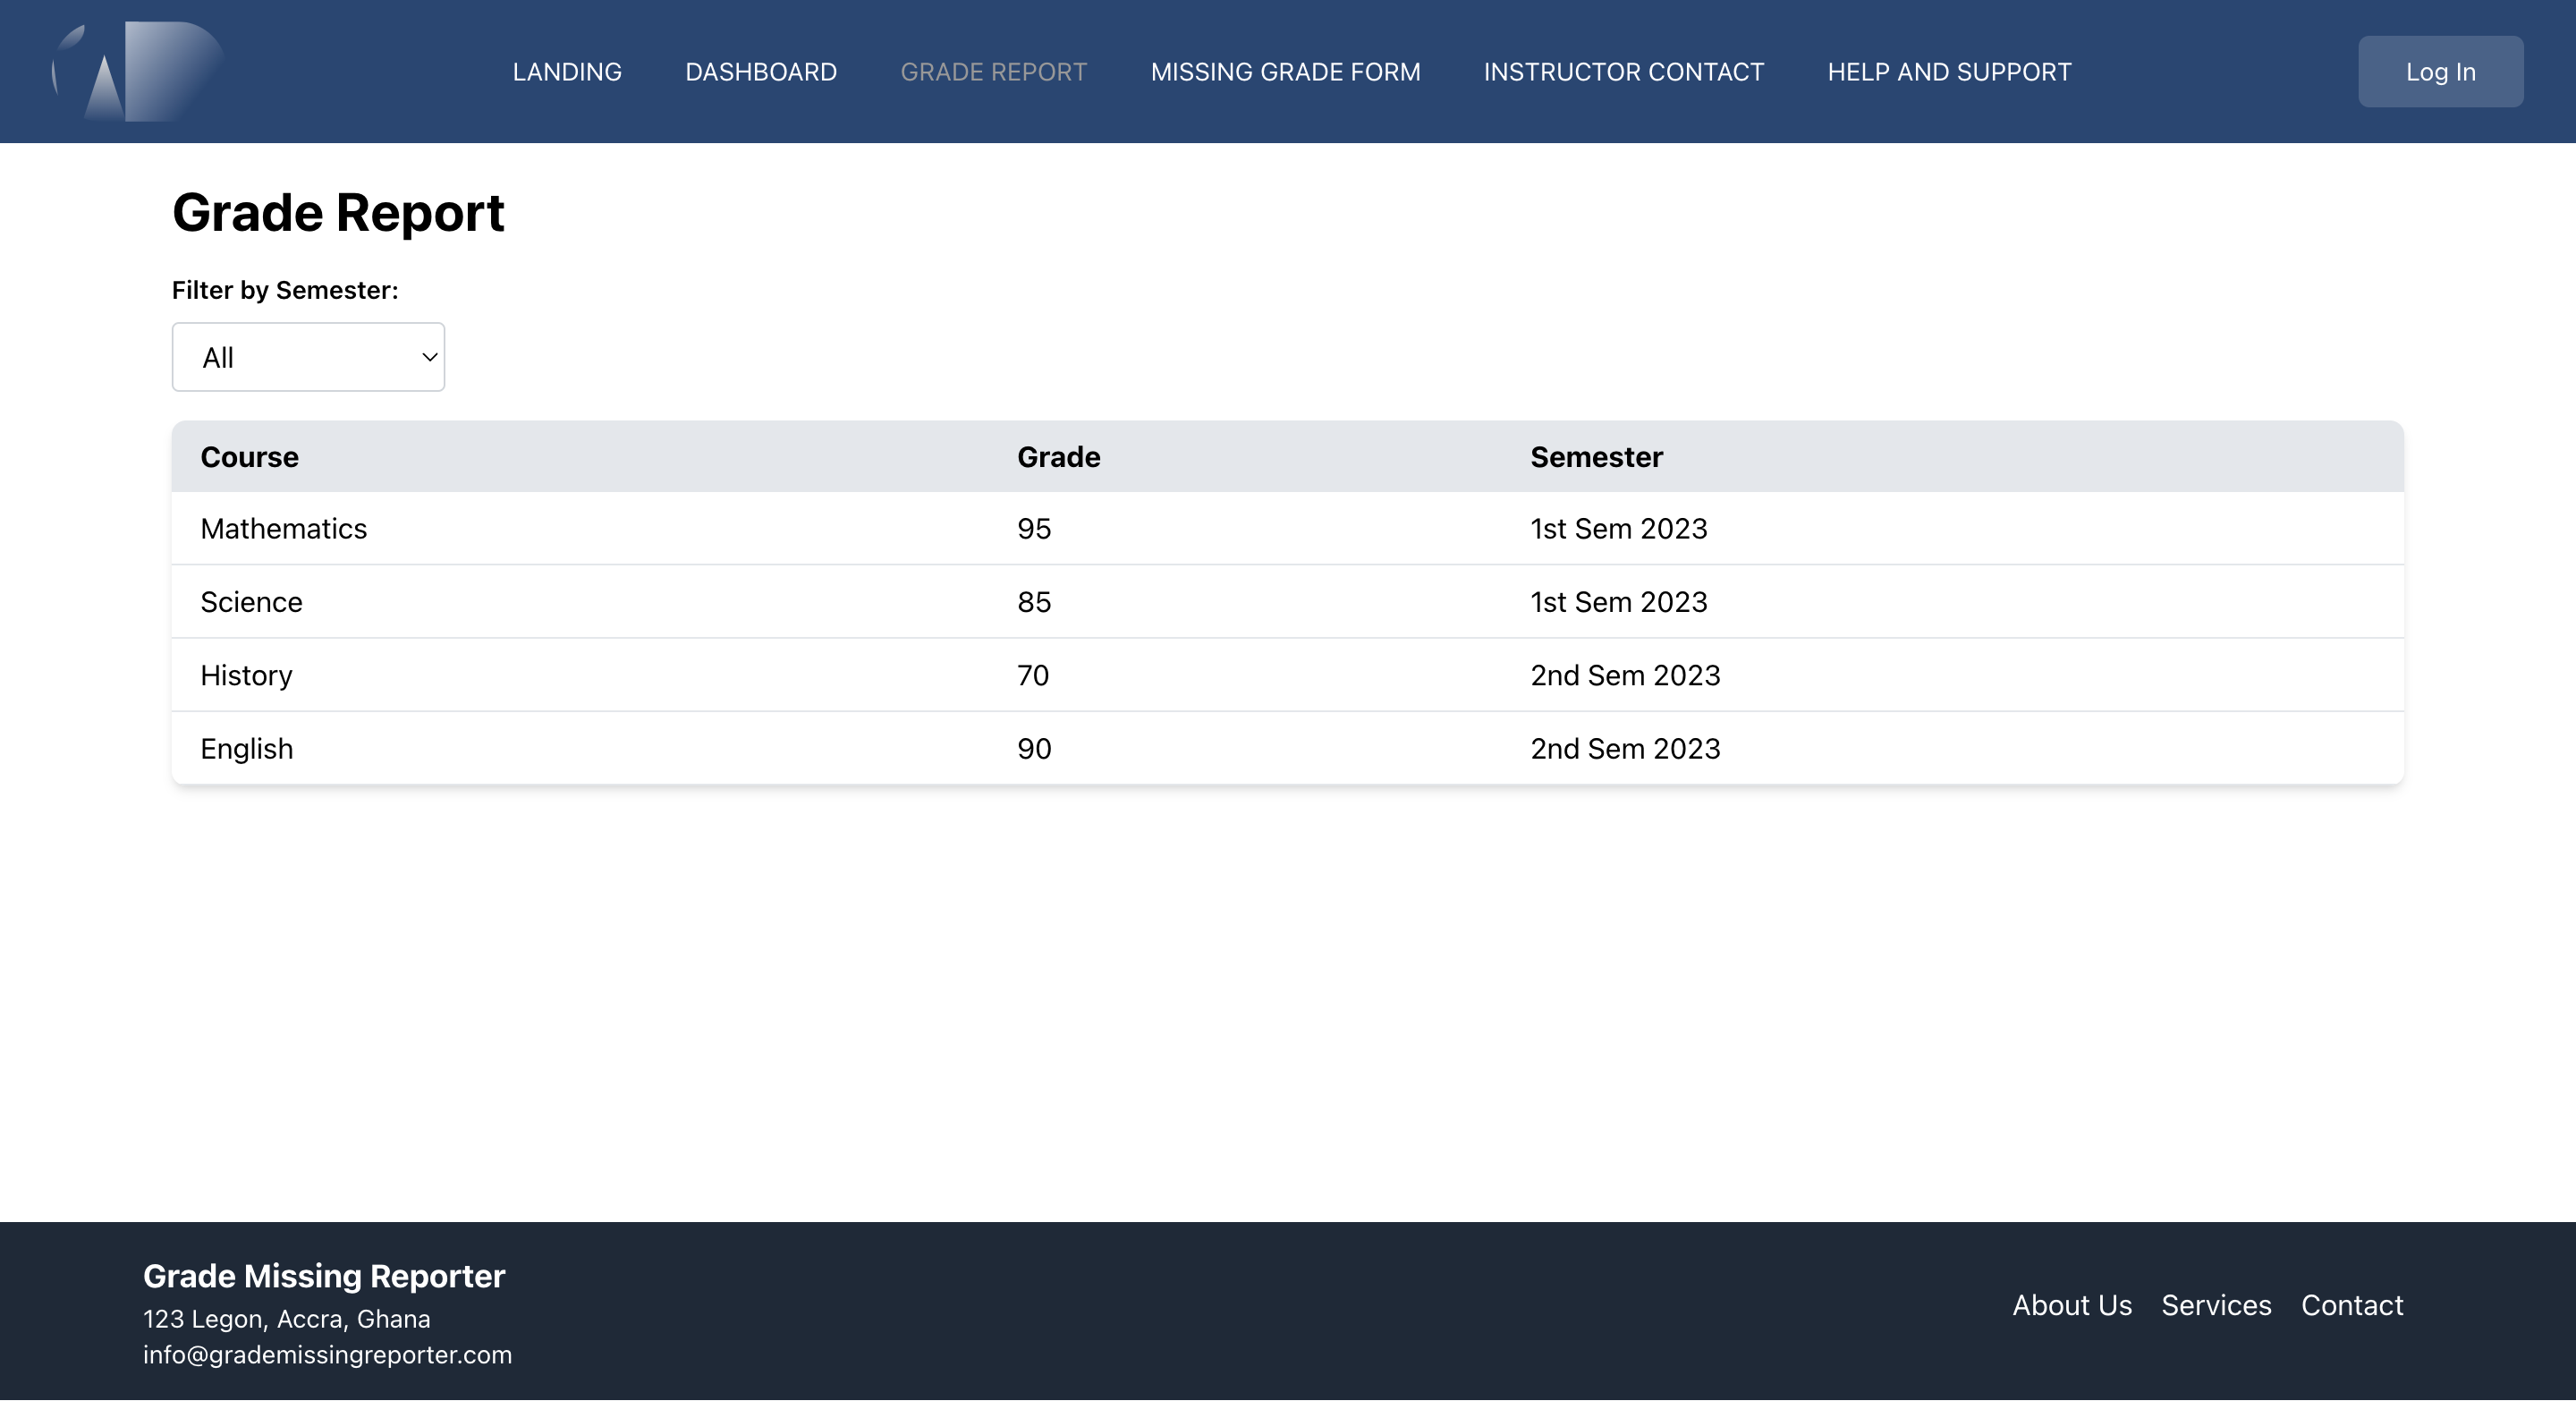 LANDING DASHBOARD GRADE REPORT MISSING GRADE FORM INSTRUCTOR CONTACT HELP AND SUPPORT Log In
Grade Report
Filter by Semester:
All
Course Grade Semester
Mathematics 95 1st Sem 2023
Science 85 1st Sem 2023
History 70 2nd Sem 2023
English 90 2nd Sem 2023
Grade Missing Reporter
123 Legon, Accra, Ghana
info@grademissingreporter.com
About Us Services Contact